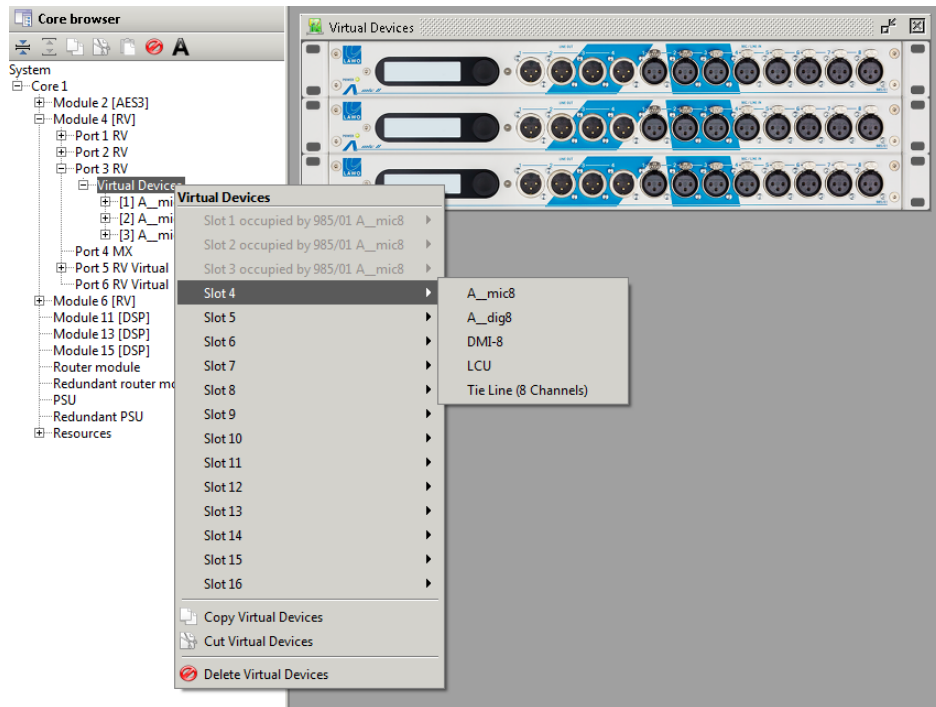 Core browser
A
System
Core 1
Module 2 [AES3]
Module 4 [RV]
Port 1 RV
Port 2 RV
Port 3 RV
Virtual Devices
[1] A__mi
[2] A__mi
[3] A__mi
Port 4 MX
Port 5 RV Virtual
Port 6 RV Virtual
Module 6 [RV]
Module 11 [DSP]
Module 13 [DSP]
Module 15 [DSP]
Router module
Redundant router mo
PSU
Redundant PSU
Resources
Virtual Devices
Slot 1 occupied by 985/01 A__mic8
Slot 2 occupied by 985/01 A__mic8
Slot 3 occupied by 985/01 A__mic8
Slot 4
Slot 5
Slot 6
Slot 7
Slot 8
Slot 9
Slot 10
Slot 11
Slot 12
Slot 13
Slot 14
Slot 15
Slot 16
Copy Virtual Devices
Cut Virtual Devices
Delete Virtual Devices
A__mic8
A__dig8
DMI-8
LCU
Tie Line (8 Channels)
Virtual Devices
LAWO
LAWO
LAWO